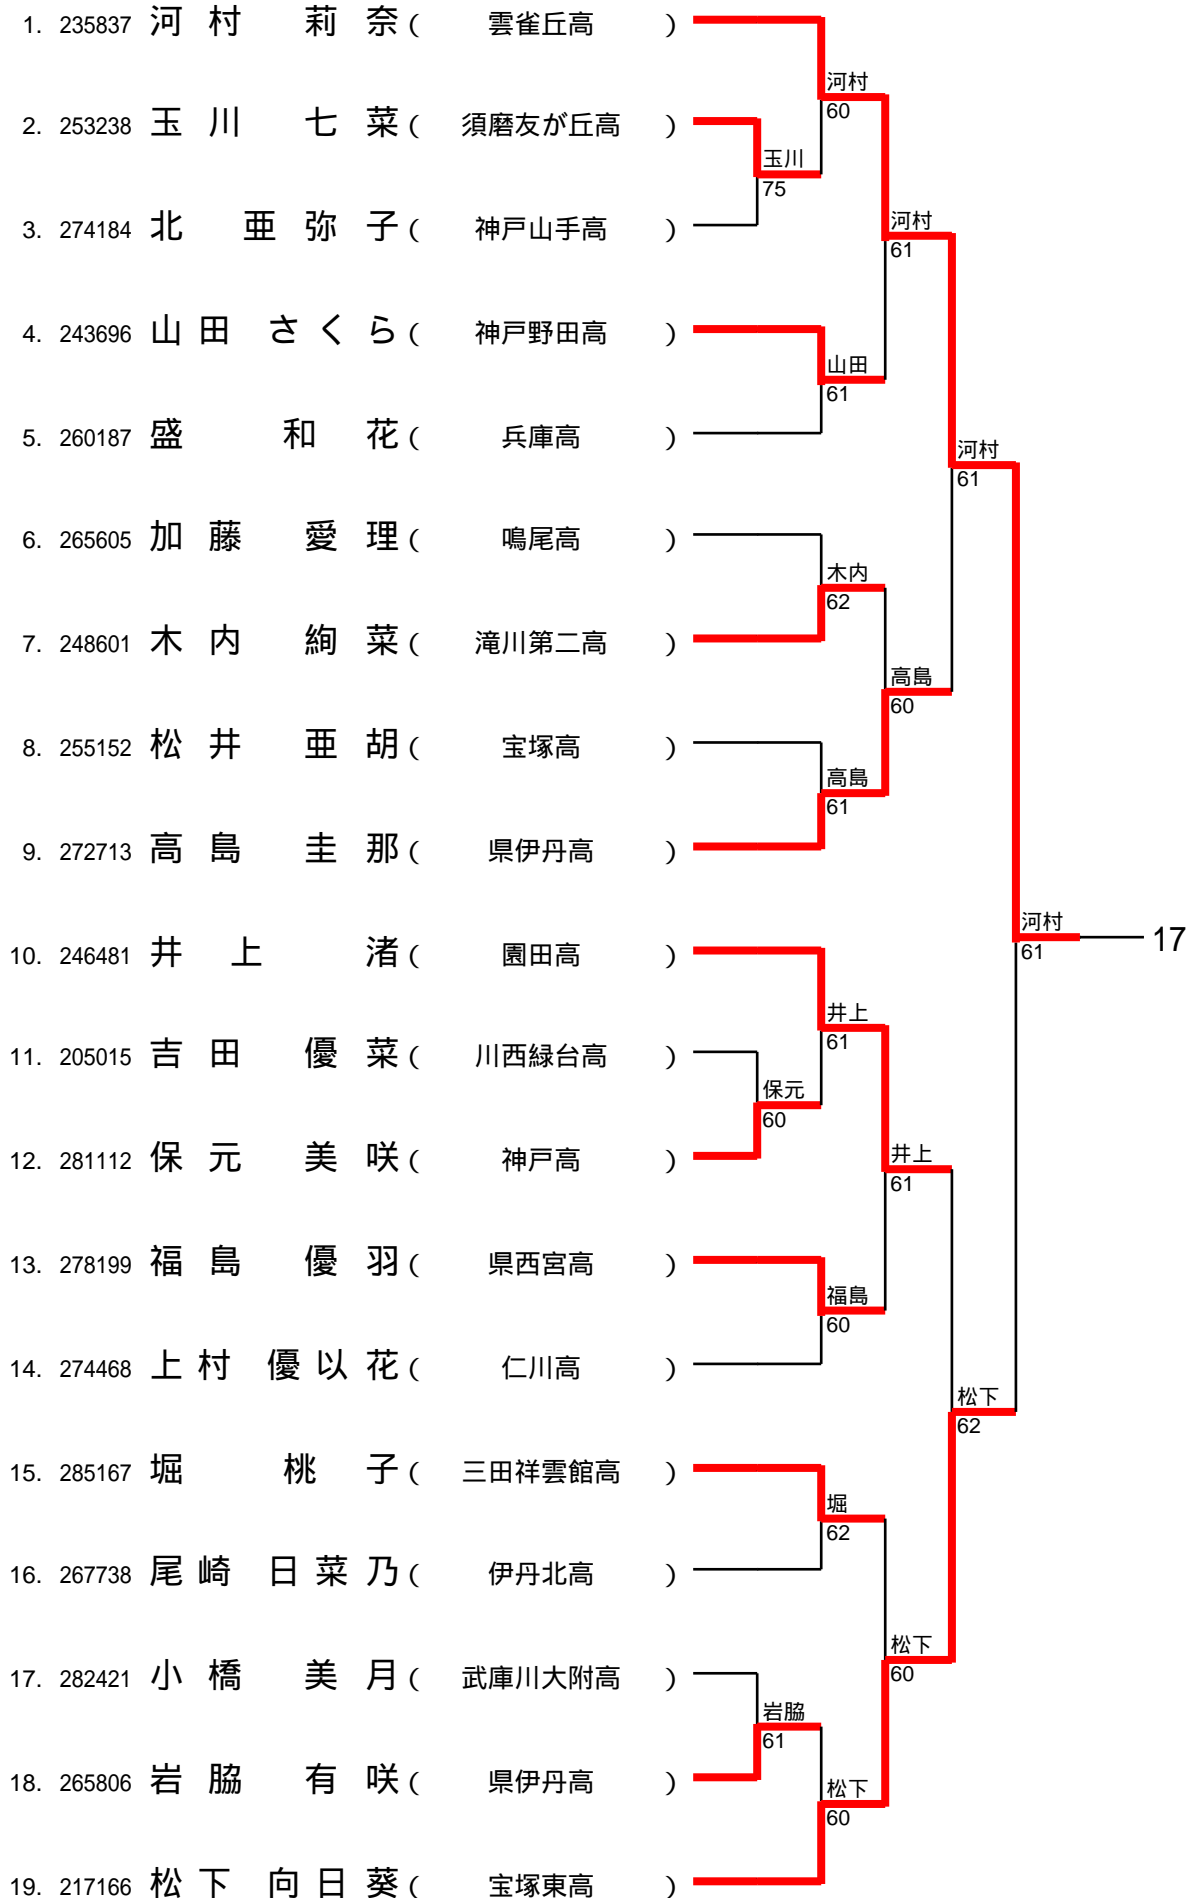 1. 235837 河村 莉奈 ( 雲雀丘高 )
河村
60
2. 253238 玉川 七菜 ( 須磨友が丘高 )
玉川
75
3. 274184 北 亜弥子 ( 神戸山手高 )
河村
61
4. 243696 山田 さくら ( 神戸野田高 )
山田
61
5. 260187 盛 和花 ( 兵庫高 )
河村
61
6. 265605 加藤 愛理 ( 鳴尾高 )
木内
62
7. 248601 木内 絢菜 ( 滝川第二高 )
高島
60
8. 255152 松井 亜胡 ( 宝塚高 )
高島
61
9. 272713 高島 圭那 ( 県伊丹高 )
河村
61
17
10. 246481 井上 渚 ( 園田高 )
井上
61
11. 205015 吉田 優菜 ( 川西緑台高 )
保元
60
12. 281112 保元 美咲 ( 神戸高 )
井上
61
13. 278199 福島 優羽 ( 県西宮高 )
福島
60
14. 274468 上村 優以花 ( 仁川高 )
松下
62
15. 285167 堀 桃子 ( 三田祥雲館高 )
堀
62
16. 267738 尾崎 日菜乃 ( 伊丹北高 )
松下
60
17. 282421 小橋 美月 ( 武庫川大附高 )
岩脇
61
18. 265806 岩脇 有咲 ( 県伊丹高 )
松下
60
19. 217166 松下 向日葵 ( 宝塚東高 )